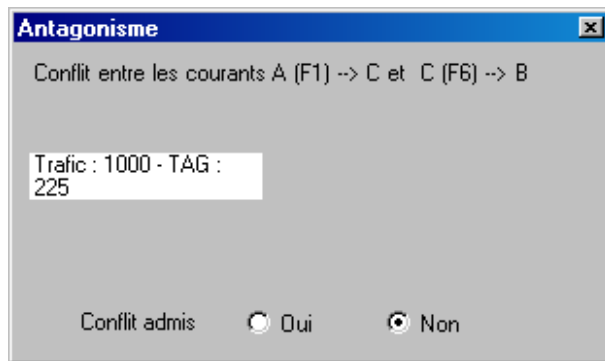 Antagonisme
Conflit entre les courants A (F1) --> C et C (F6) --> B
Trafic : 1000 - TAG :
225
Conflit admis Oui Non